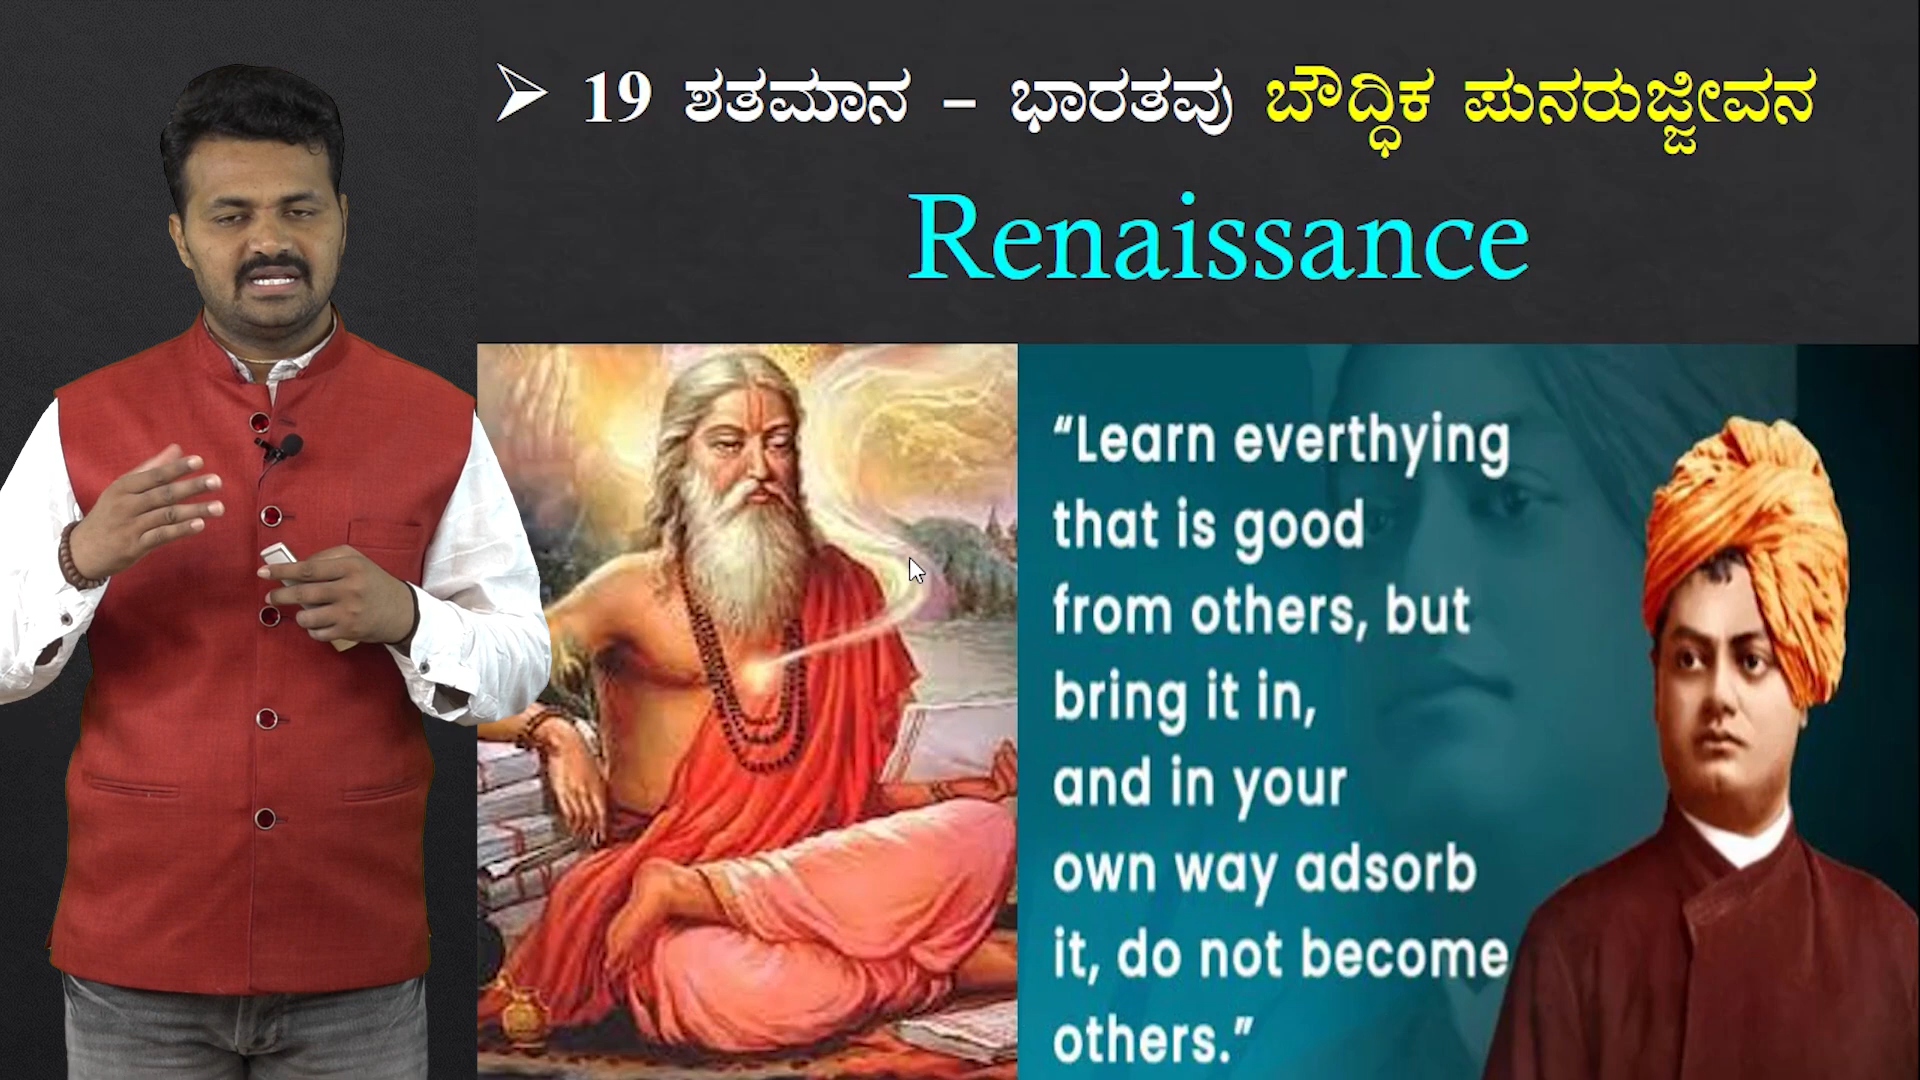 ➢ 19 ಶತಮಾನ – ಭಾರತವು ಬೌದ್ಧಿಕ ಪುನರುಜ್ಜೀವನ
Renaissance
“Learn everthying
that is good
from others, but
bring it in,
and in your
own way adsorb
it, do not become
others.”